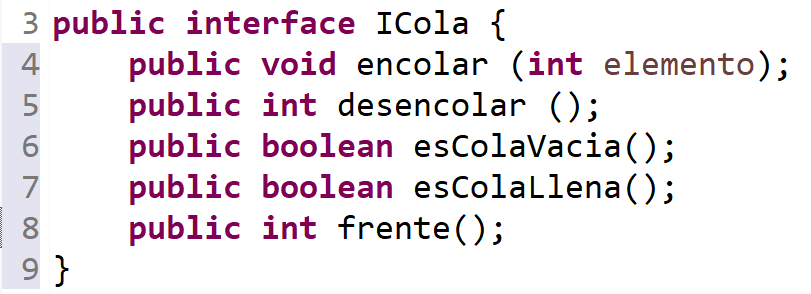 3 public interface ICola {
4     public void encolar (int elemento);
5     public int desencolar ();
6     public boolean esColaVacia();
7     public boolean esColaLlena();
8     public int frente();
9 }